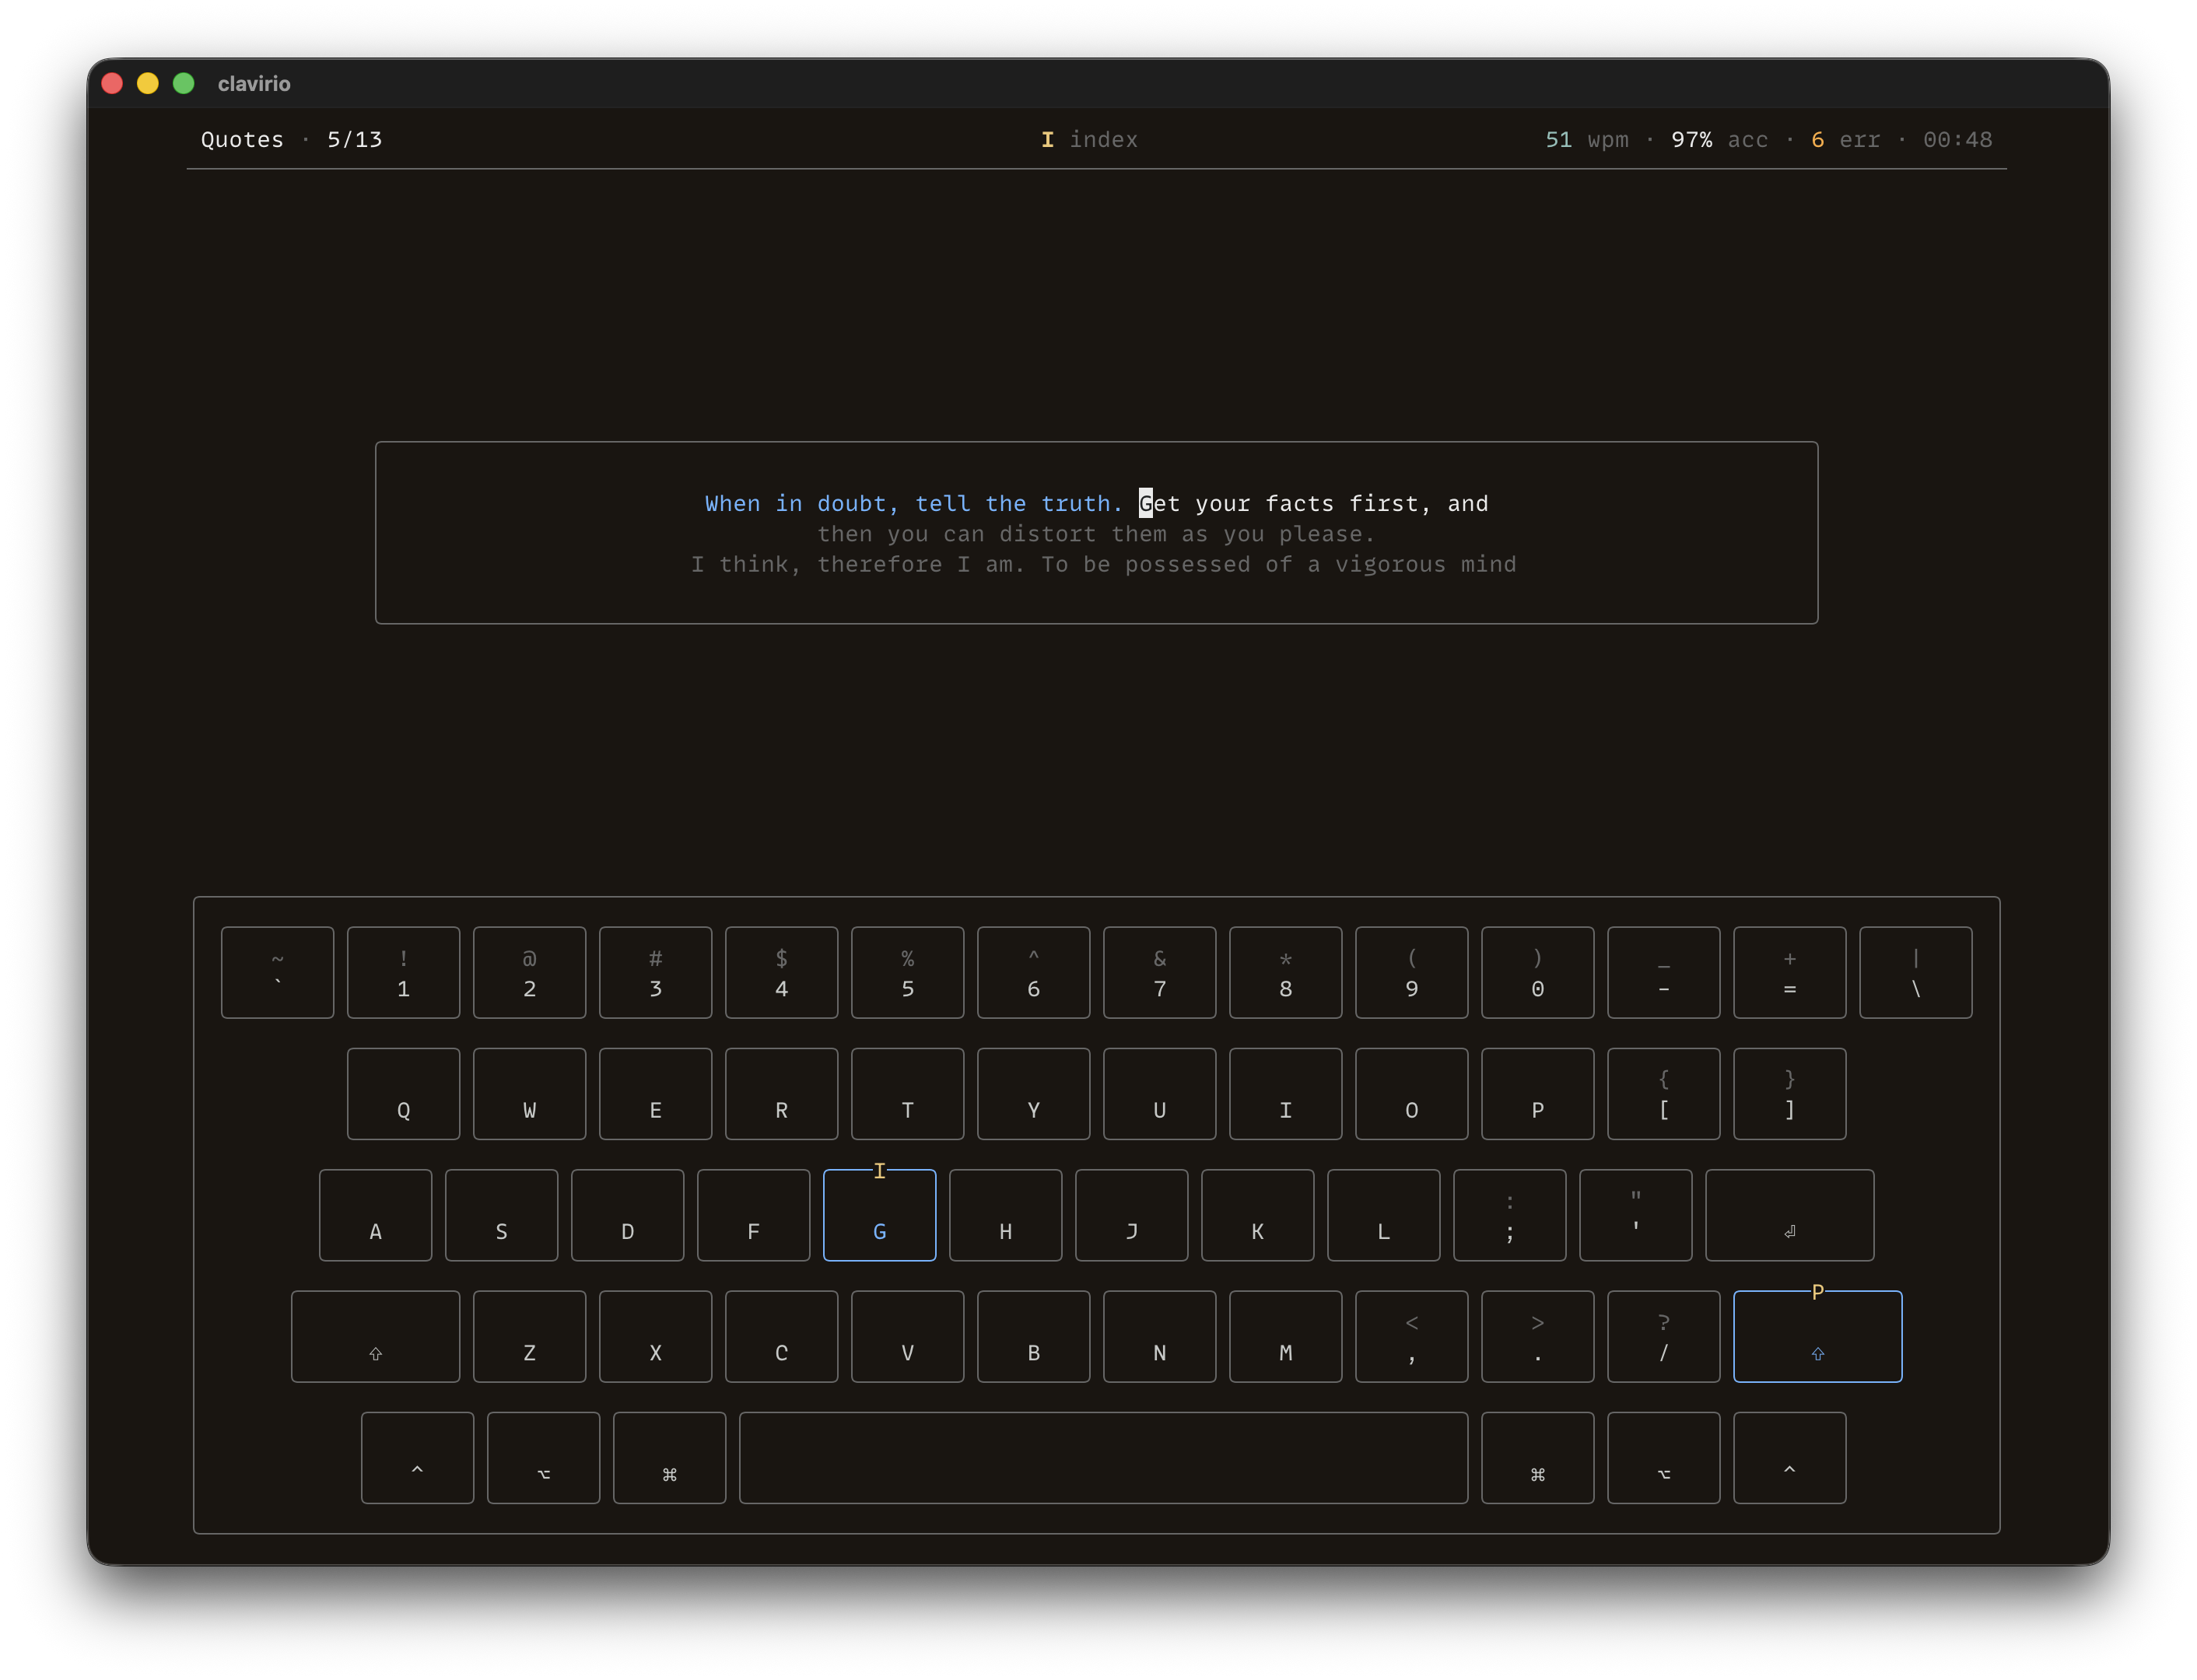 clavirio
Quotes · 5/13 I index 51 wpm · 97% acc · 6 err · 00:48
When in doubt, tell the truth. Get your facts first, and
then you can distort them as you please.
I think, therefore I am. To be possessed of a vigorous mind
~ ! @ # $ % ^ & * ( ) _ + |
` 1 2 3 4 5 6 7 8 9 0 - = \
{ }
Q W E R T Y U I O P [ ]
I
: "
A S D F G H J K L ; ' ⏎
P
< > ?
⇧ Z X C V B N M , . / ⇧
^ ⌥ ⌘ ⌘ ⌥ ^